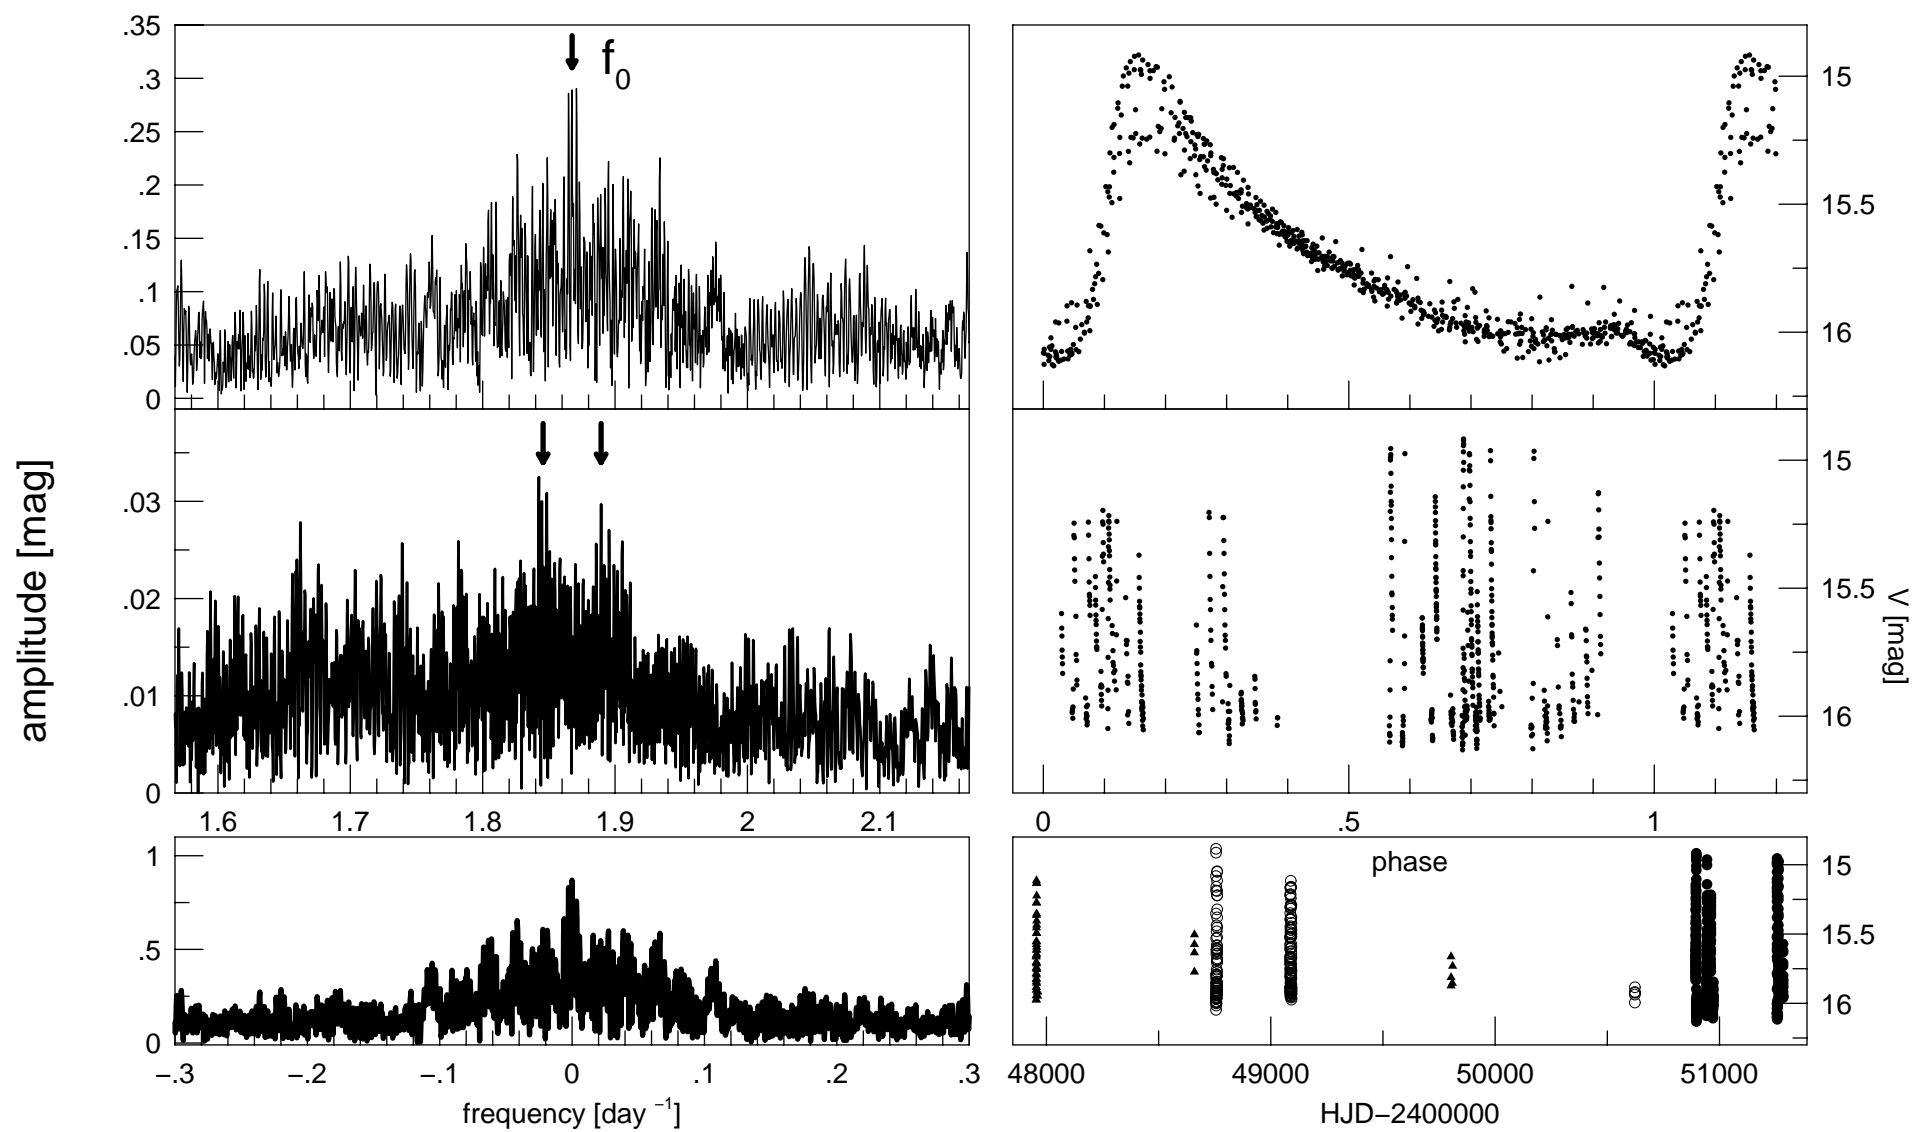 .35
.3
.25
.2
.15
.1
.05
0
f0
15
15.5
16
amplitude [mag]
.03
.02
.01
0
1.6 1.7 1.8 1.9 2 2.1
15
15.5
16
V [mag]
0 .5 1
phase
1
.5
0
−.3 −.2 −.1 0 .1 .2 .3
frequency [day −1]
15
15.5
16
48000 49000 50000 51000
HJD−2400000